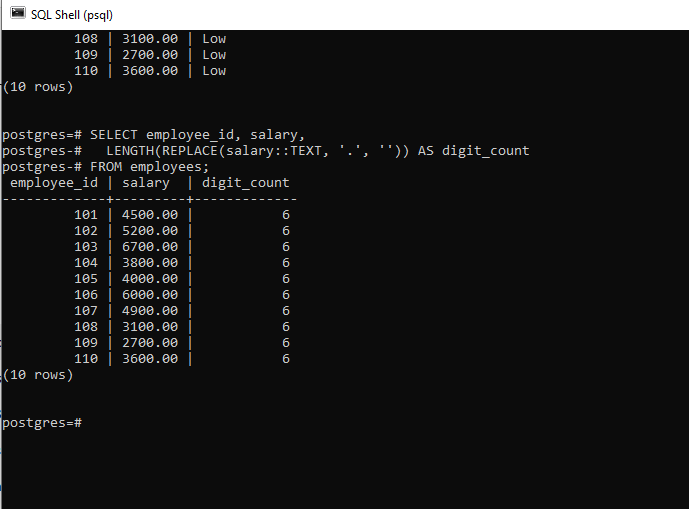 SQL Shell (psql)
         108 | 3100.00 | Low
         109 | 2700.00 | Low
         110 | 3600.00 | Low
(10 rows)
postgres=# SELECT employee_id, salary,
postgres-#   LENGTH(REPLACE(salary::TEXT, '.', '')) AS digit_count
postgres-# FROM employees;
 employee_id | salary  | digit_count
-------------+---------+-------------
         101 | 4500.00 |           6
         102 | 5200.00 |           6
         103 | 6700.00 |           6
         104 | 3800.00 |           6
         105 | 4000.00 |           6
         106 | 6000.00 |           6
         107 | 4900.00 |           6
         108 | 3100.00 |           6
         109 | 2700.00 |           6
         110 | 3600.00 |           6
(10 rows)
postgres=#